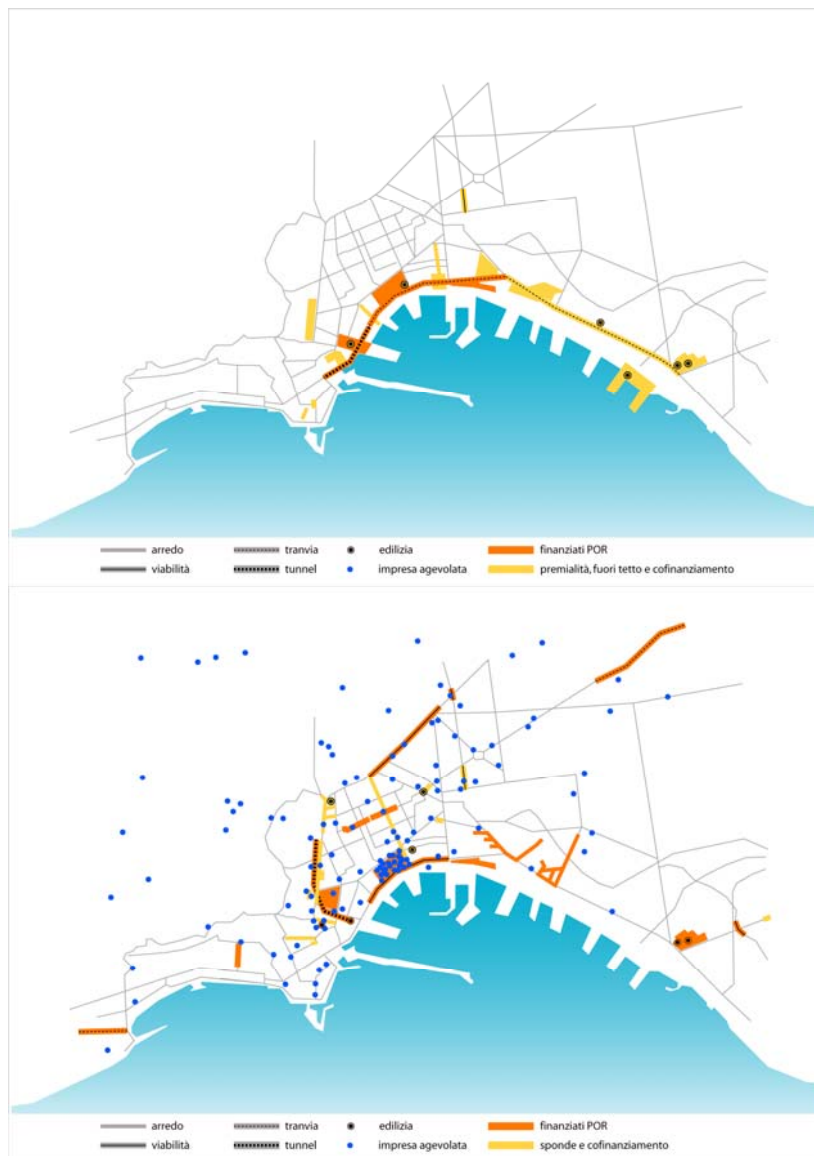 arredo tranvia edilizia finanziati POR
viabilità tunnel impresa agevolata premialità, fuori tetto e cofinanziamento
arredo tranvia edilizia finanziati POR
viabilità tunnel impresa agevolata sponde e cofinanziamento